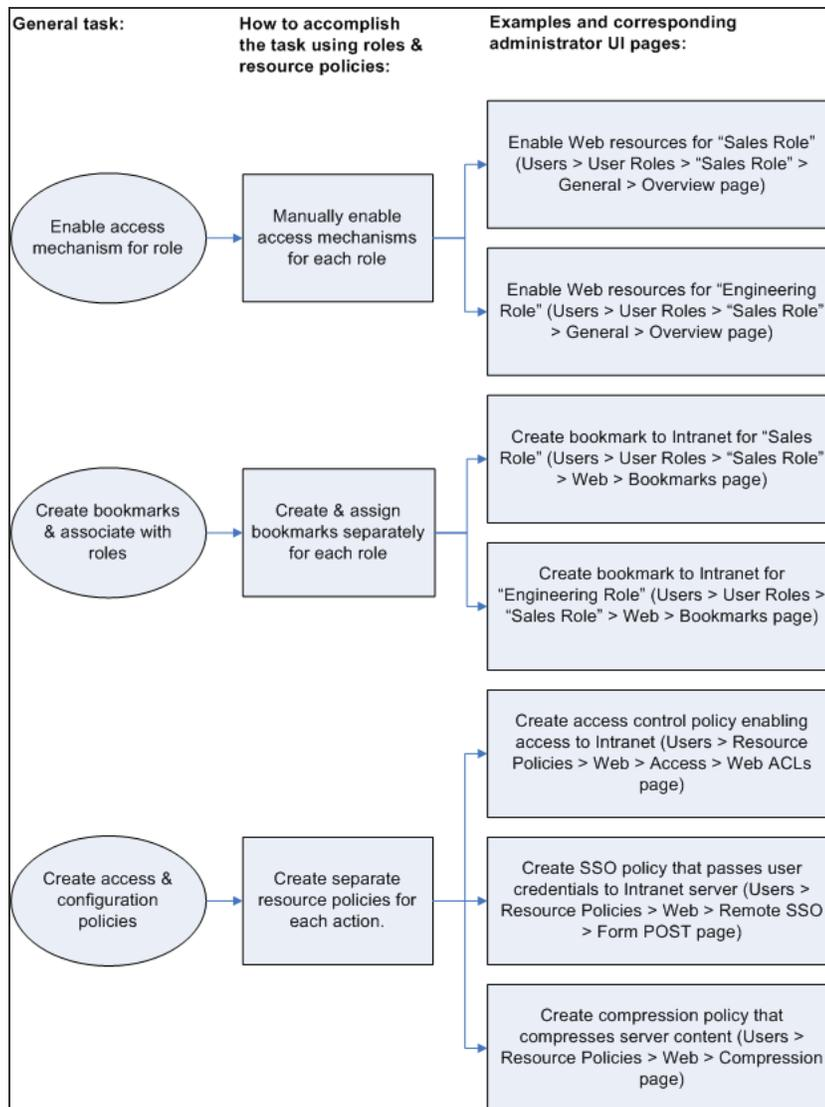 General task:
How to accomplish
the task using roles &
resource policies:
Examples and corresponding
administrator UI pages:
Enable access
mechanism for role
Manually enable
access mechanisms
for each role
Enable Web resources for “Sales Role”
(Users > User Roles > “Sales Role” >
General > Overview page)
Enable Web resources for “Engineering
Role” (Users > User Roles > “Sales Role”
> General > Overview page)
Create bookmarks
& associate with
roles
Create & assign
bookmarks separately
for each role
Create bookmark to Intranet for “Sales
Role” (Users > User Roles > “Sales Role”
> Web > Bookmarks page)
Create bookmark to Intranet for
“Engineering Role” (Users > User Roles >
“Sales Role” > Web > Bookmarks page)
Create access &
configuration
policies
Create separate
resource policies for
each action.
Create access control policy enabling
access to Intranet (Users > Resource
Policies > Web > Access > Web ACLs
page)
Create SSO policy that passes user
credentials to Intranet server (Users >
Resource Policies > Web > Remote SSO
> Form POST page)
Create compression policy that
compresses server content (Users >
Resource Policies > Web > Compression
page)